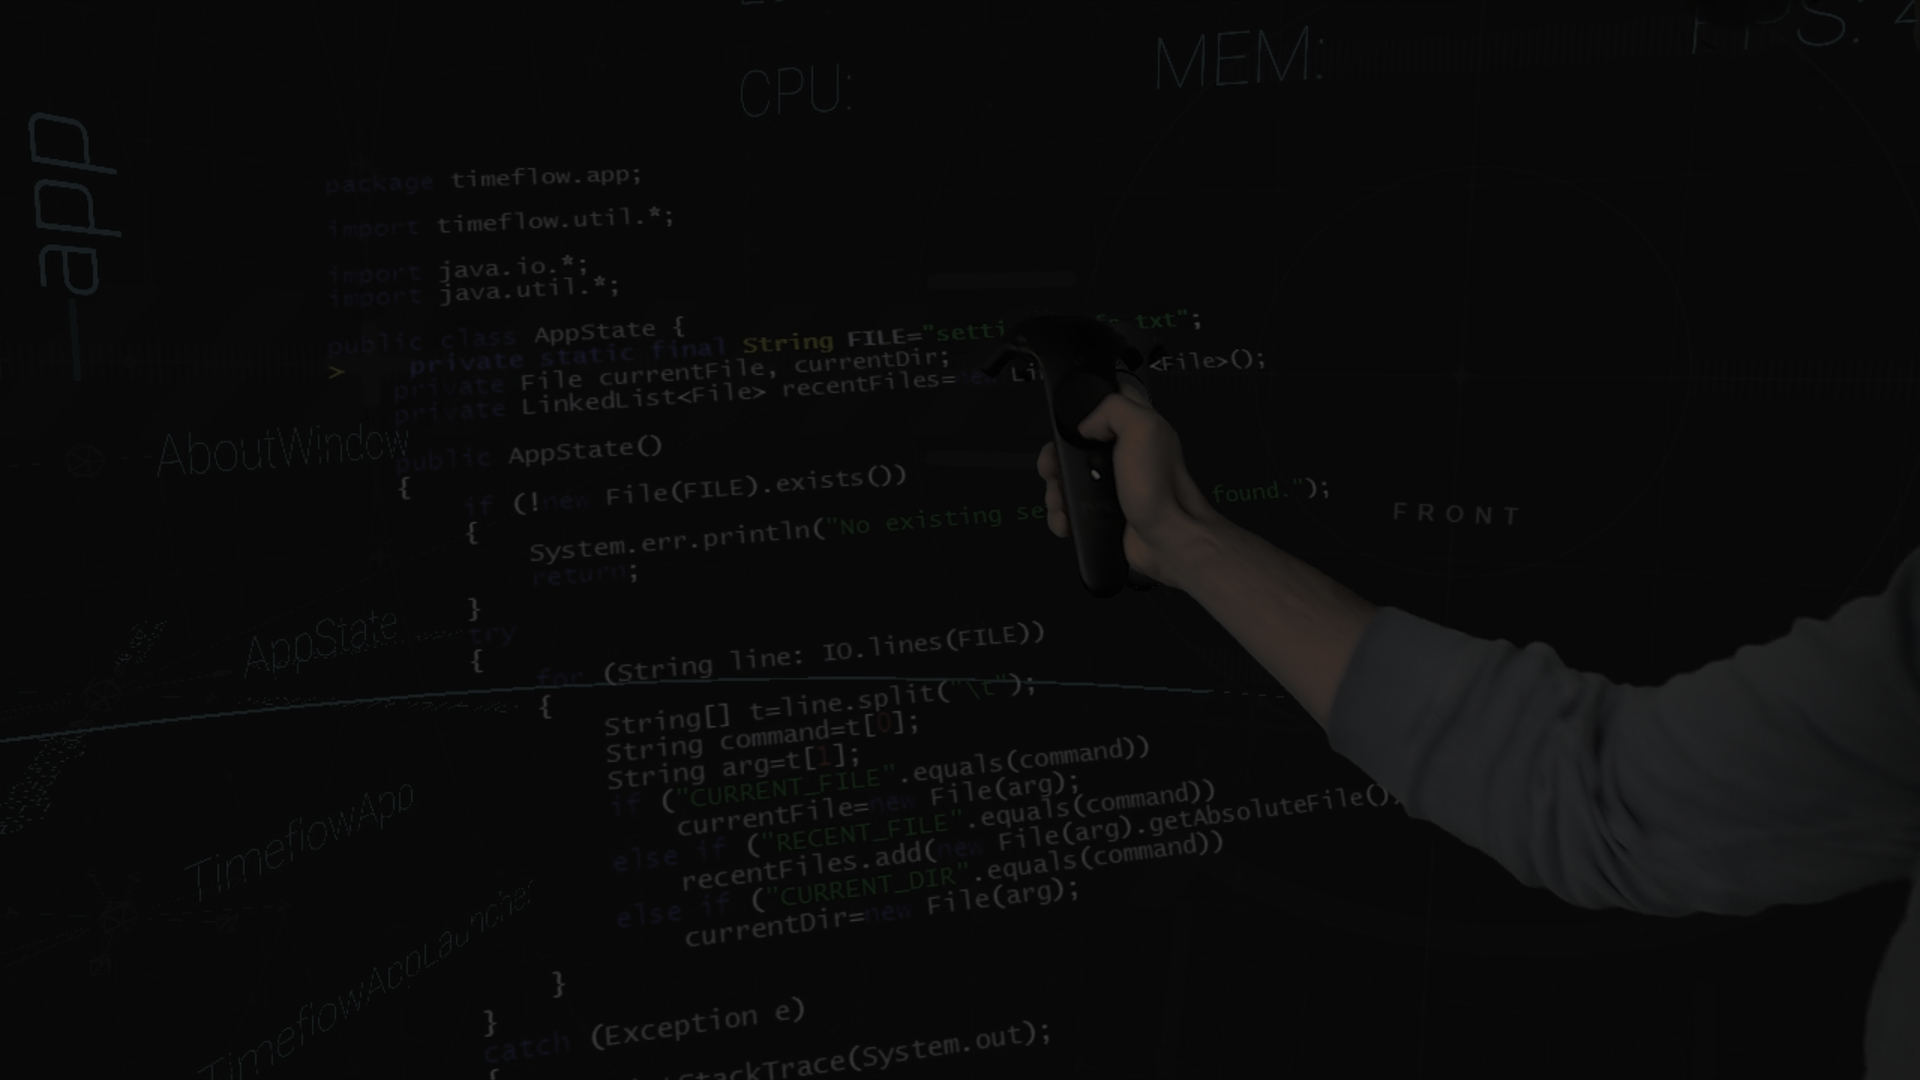 CPU:
MEM:
FPS: 4
app
package timeflow.app;
import timeflow.util.*;
import java.io.*;
import java.util.*;
public class AppState {
> private static final String FILE="setti txt";
private File currentFile, currentDir;
private LinkedList<File> recentFiles=new Li <File>();
AboutWindow
public AppState()
{
if (!new File(FILE).exists())
{
System.err.println("No existing se found.");
return;
FRONT
}
AppState
try
{
for (String line: IO.lines(FILE))
{
String[] t=line.split("\t");
String command=t[0];
String arg=t[1];
if ("CURRENT_FILE".equals(command))
currentFile=new File(arg);
TimeflowApp
else if ("RECENT_FILE".equals(command))
recentFiles.add(new File(arg).getAbsoluteFile());
else if ("CURRENT_DIR".equals(command))
currentDir=new File(arg);
TimeflowAppLauncher
}
}
catch (Exception e)
{
StackTrace(System.out);